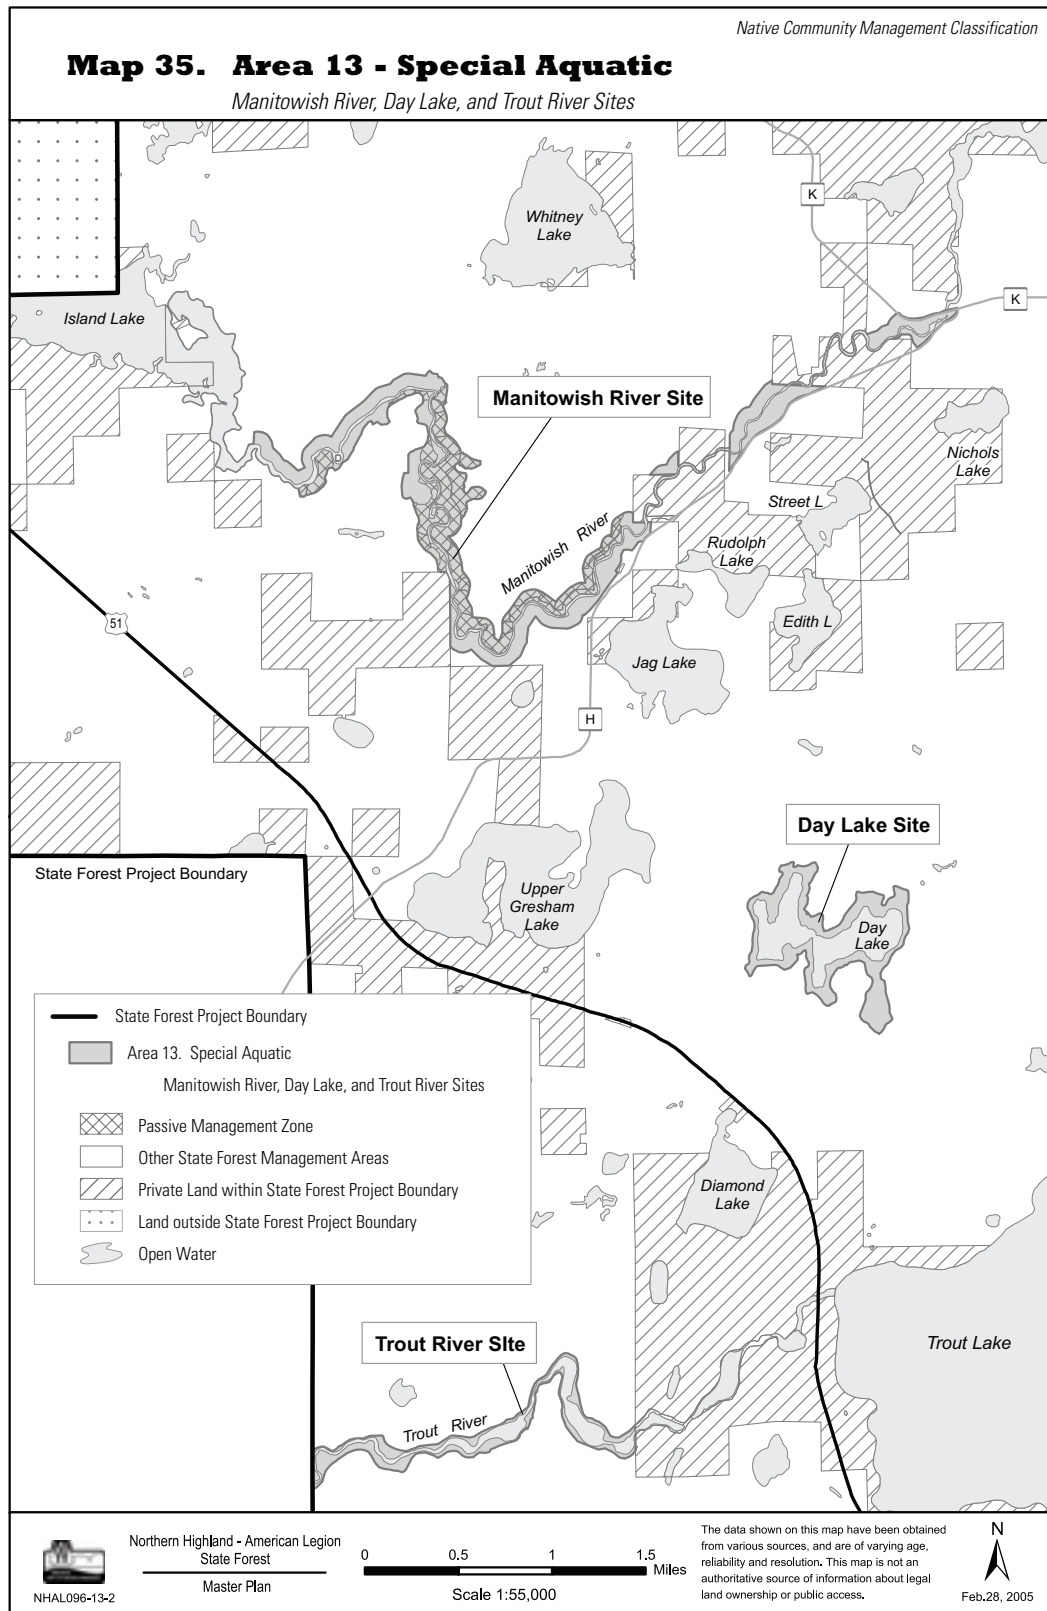 Native Community Management Classification
Map 35. Area 13 - Special Aquatic
Manitowish River, Day Lake, and Trout River Sites
K
Whitney
Lake
K
Island Lake
Manitowish River Site
Nichols
Lake
Street L
Manitowish River
Rudolph
Lake
51
Edith L
Jag Lake
H
Day Lake Site
State Forest Project Boundary
Upper
Gresham
Lake
Day
Lake
State Forest Project Boundary
Area 13. Special Aquatic
Manitowish River, Day Lake, and Trout River Sites
Passive Management Zone
Other State Forest Management Areas
Private Land within State Forest Project Boundary
Land outside State Forest Project Boundary
Open Water
Diamond
Lake
Trout River SIte
Trout Lake
Trout River
NHAL096-13-2
Northern Highland - American Legion
State Forest
Master Plan
0 0.5 1 1.5
Miles
Scale 1:55,000
The data shown on this map have been obtained
from various sources, and are of varying age,
reliability and resolution. This map is not an
authoritative source of information about legal
land ownership or public access.
N
Feb.28, 2005